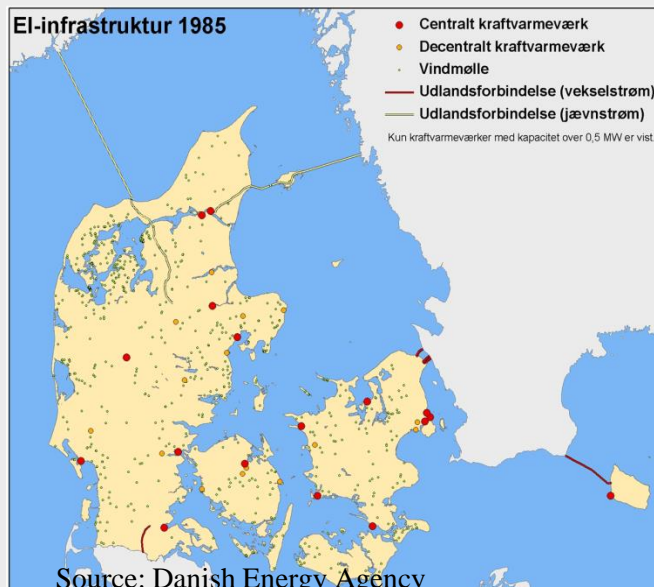 El-infrastruktur 1985
Centralt kraftvarmeværk
Decentralt kraftvarmeværk
Vindmølle
Udlandsforbindelse (vekselstrøm)
Udlandsforbindelse (jævnstrøm)
Kun kraftvarmeværker med kapacitet over 0,5 MW er vist.
Source: Danish Energy Agency